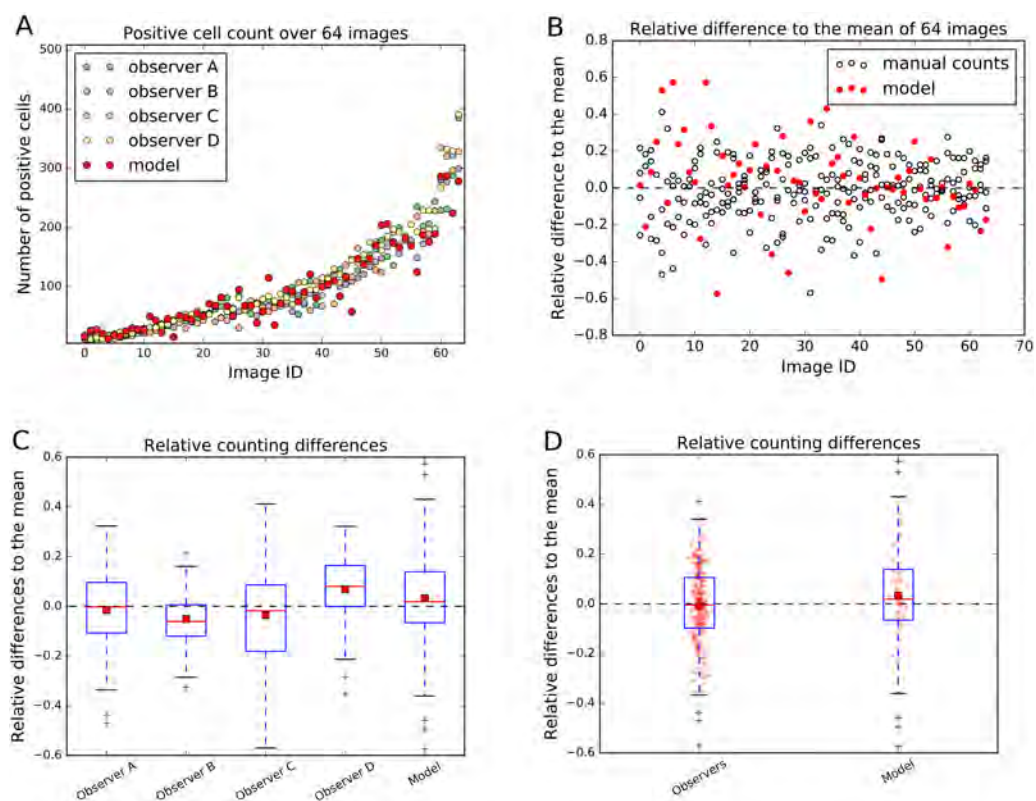 A
Positive cell count over 64 images
500
400
300
200
100
0
10
20
30
40
50
60
Number of positive cells
Image ID
observer A
observer B
observer C
observer D
model
B
Relative difference to the mean of 64 images
0.8
0.6
0.4
0.2
0.0
−0.2
−0.4
−0.6
−0.8
0
10
20
30
40
50
60
70
Relative difference to the mean
Image ID
manual counts
model
C
Relative counting differences
0.6
0.4
0.2
0.0
−0.2
−0.4
−0.6
Relative differences to the mean
Observer A
Observer B
Observer C
Observer D
Model
D
Relative counting differences
0.6
0.4
0.2
0.0
−0.2
−0.4
−0.6
Relative differences to the mean
Observers
Model